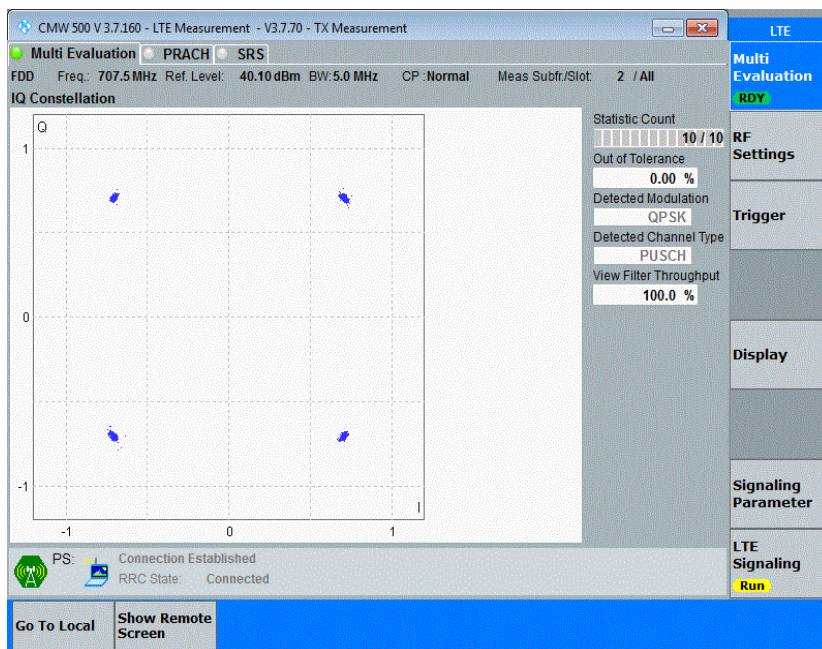 CMW 500 V 3.7.160 - LTE Measurement - V3.7.70 - TX Measurement
LTE
Multi Evaluation PRACH SRS
Multi
Evaluation
RDY
FDD Freq.: 707.5 MHz Ref. Level: 40.10 dBm BW: 5.0 MHz CP : Normal Meas Subfr./Slot: 2 / All
IQ Constellation
Q
1
0
-1
-1 0 1
I
Statistic Count
10 / 10
Out of Tolerance
0.00 %
Detected Modulation
QPSK
Detected Channel Type
PUSCH
View Filter Throughput
100.0 %
RF
Settings
Trigger
Display
Signaling
Parameter
LTE
Signaling
Run
PS: Connection Established
RRC State: Connected
Go To Local
Show Remote
Screen